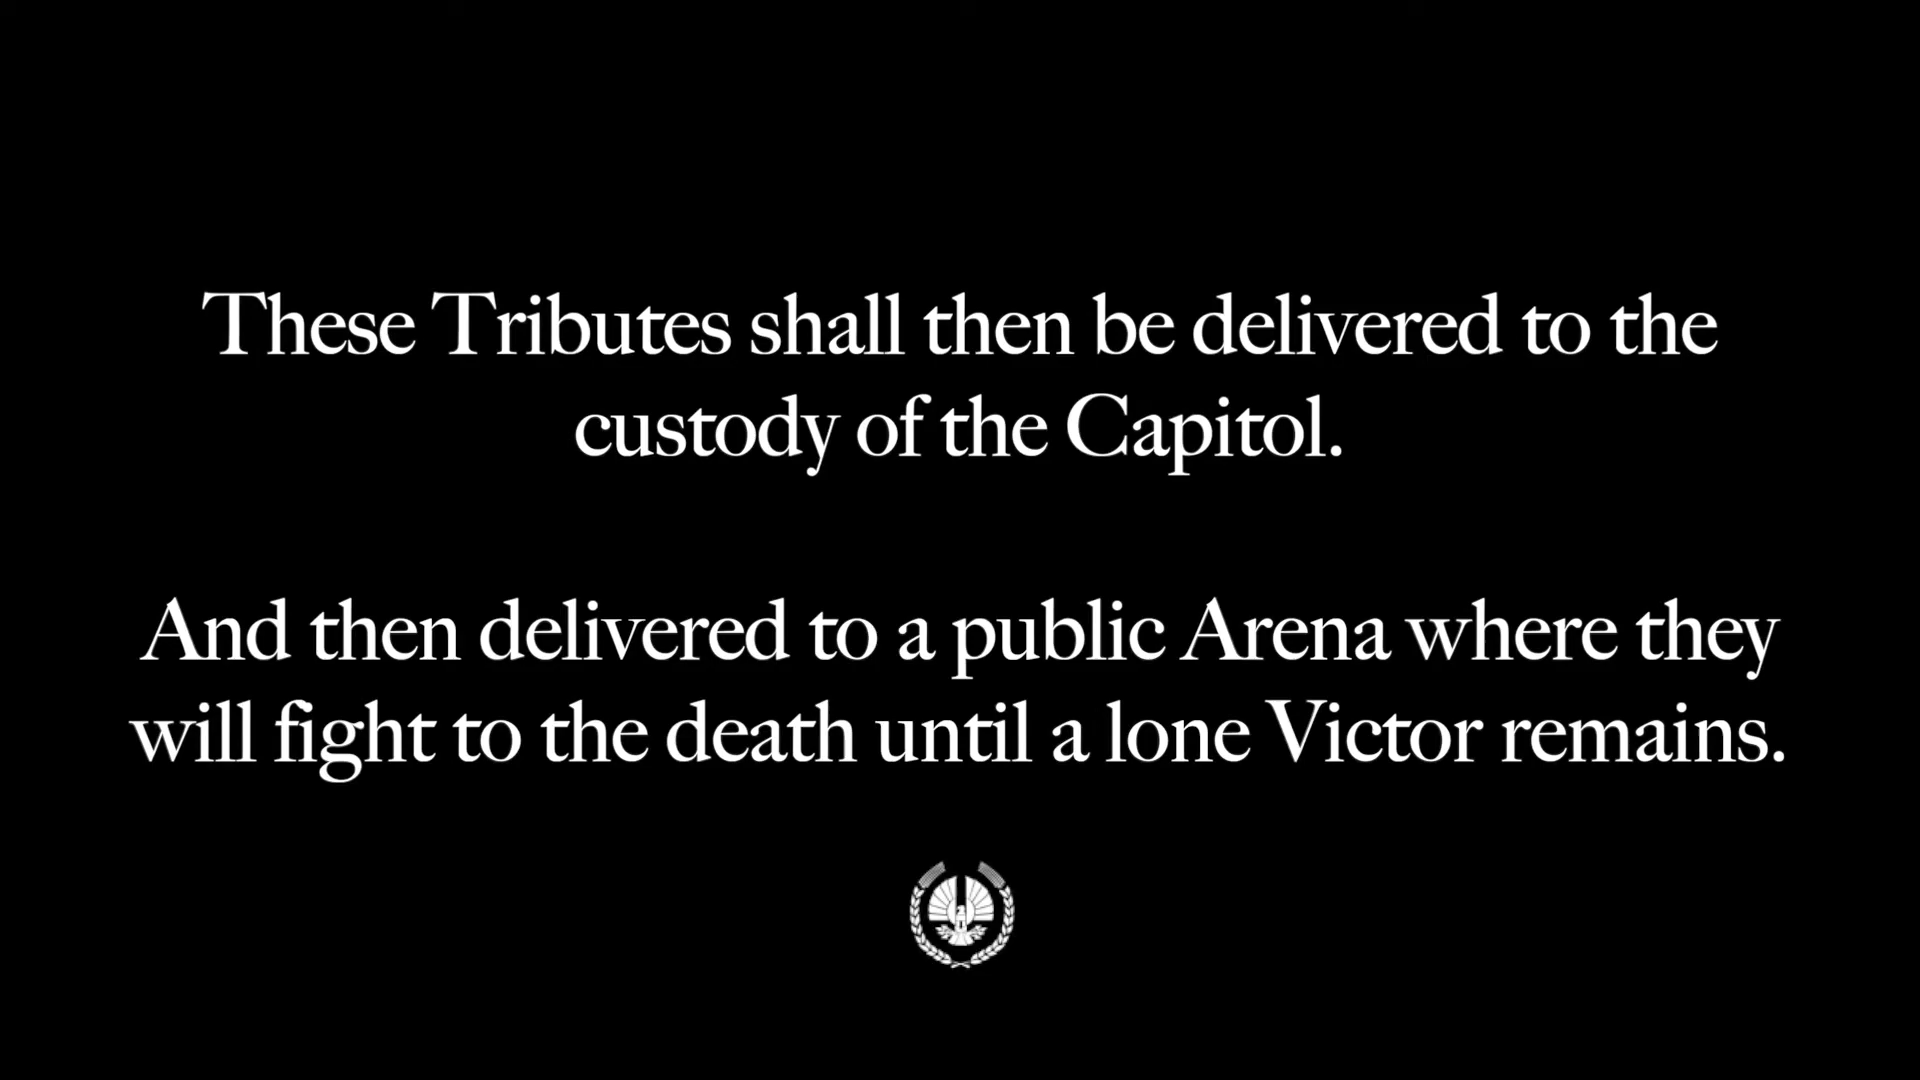 These Tributes shall then be delivered to the
custody of the Capitol.
And then delivered to a public Arena where they
will fight to the death until a lone Victor remains.